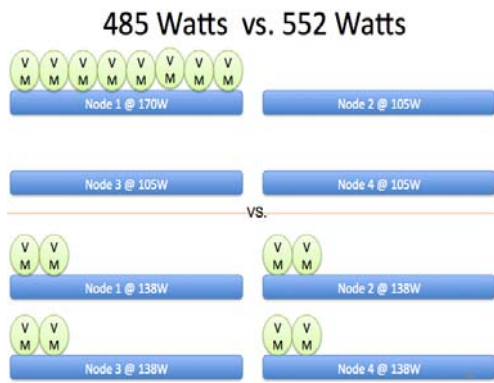 485 Watts vs. 552 Watts
V V V V V V V V
M M M M M M M M
Node 1 @ 170W Node 2 @ 105W
Node 3 @ 105W Node 4 @ 105W
vs.
V V V V
M M M M
Node 1 @ 138W Node 2 @ 138W
V V V V
M M M M
Node 3 @ 138W Node 4 @ 138W